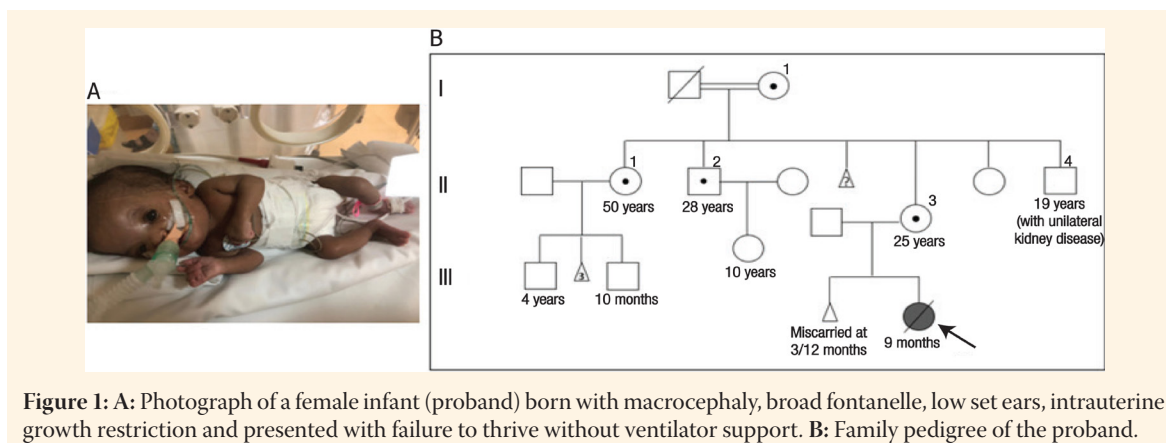 A
B
I
1
II
1
50 years
2
28 years
?
3
25 years
4
19 years
(with unilateral
kidney disease)
III
4 years
3
10 months
10 years
Miscarried at
3/12 months
9 months
Figure 1: A: Photograph of a female infant (proband) born with macrocephaly, broad fontanelle, low set ears, intrauterine
growth restriction and presented with failure to thrive without ventilator support. B: Family pedigree of the proband.